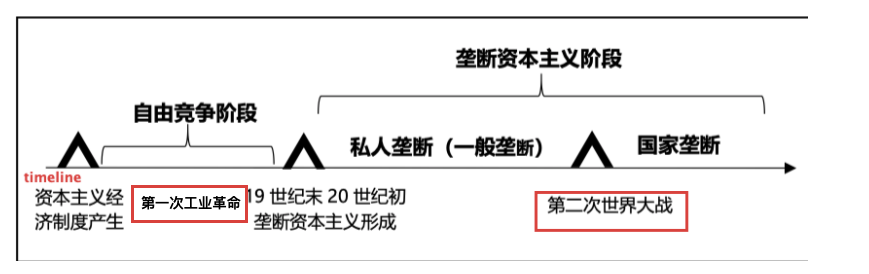 垄断资本主义阶段
自由竞争阶段
私人垄断（一般垄断）
国家垄断
timeline
资本主义经
济制度产生
第一次工业革命
19 世纪末 20 世纪初
垄断资本主义形成
第二次世界大战